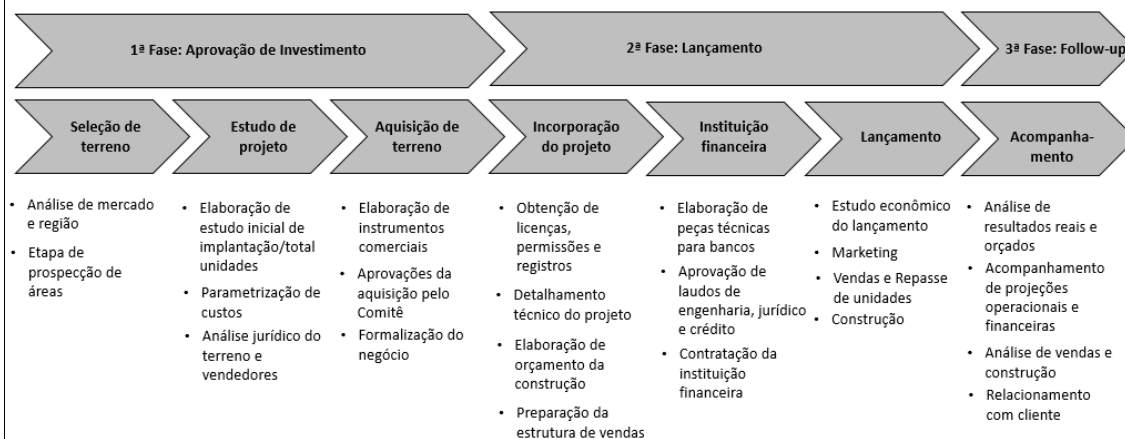 1ª Fase: Aprovação de Investimento
2ª Fase: Lançamento
3ª Fase: Follow-up
Seleção de
terreno
Estudo de
projeto
Aquisição de
terreno
Incorporação
do projeto
Instituição
financeira
Lançamento
Acompanha-
mento
• Análise de mercado
e região
• Etapa de
prospecção de
áreas
• Elaboração de
estudo inicial de
implantação/total
unidades
• Parametrização de
custos
• Análise jurídico do
terreno e
vendedores
• Elaboração de
instrumentos
comerciais
• Aprovações da
aquisição pelo
Comitê
• Formalização do
negócio
• Obtenção de
licenças,
permissões e
registros
• Detalhamento
técnico do projeto
• Elaboração de
orçamento da
construção
• Preparação da
estrutura de vendas
• Elaboração de
peças técnicas
para bancos
• Aprovação de
laudos de
engenharia, jurídico
e crédito
• Contratação da
instituição
financeira
• Estudo econômico
do lançamento
• Marketing
• Vendas e Repasse
de unidades
• Construção
• Análise de
resultados reais e
orçados
• Acompanhamento
de projeções
operacionais e
financeiras
• Análise de vendas e
construção
• Relacionamento
com cliente